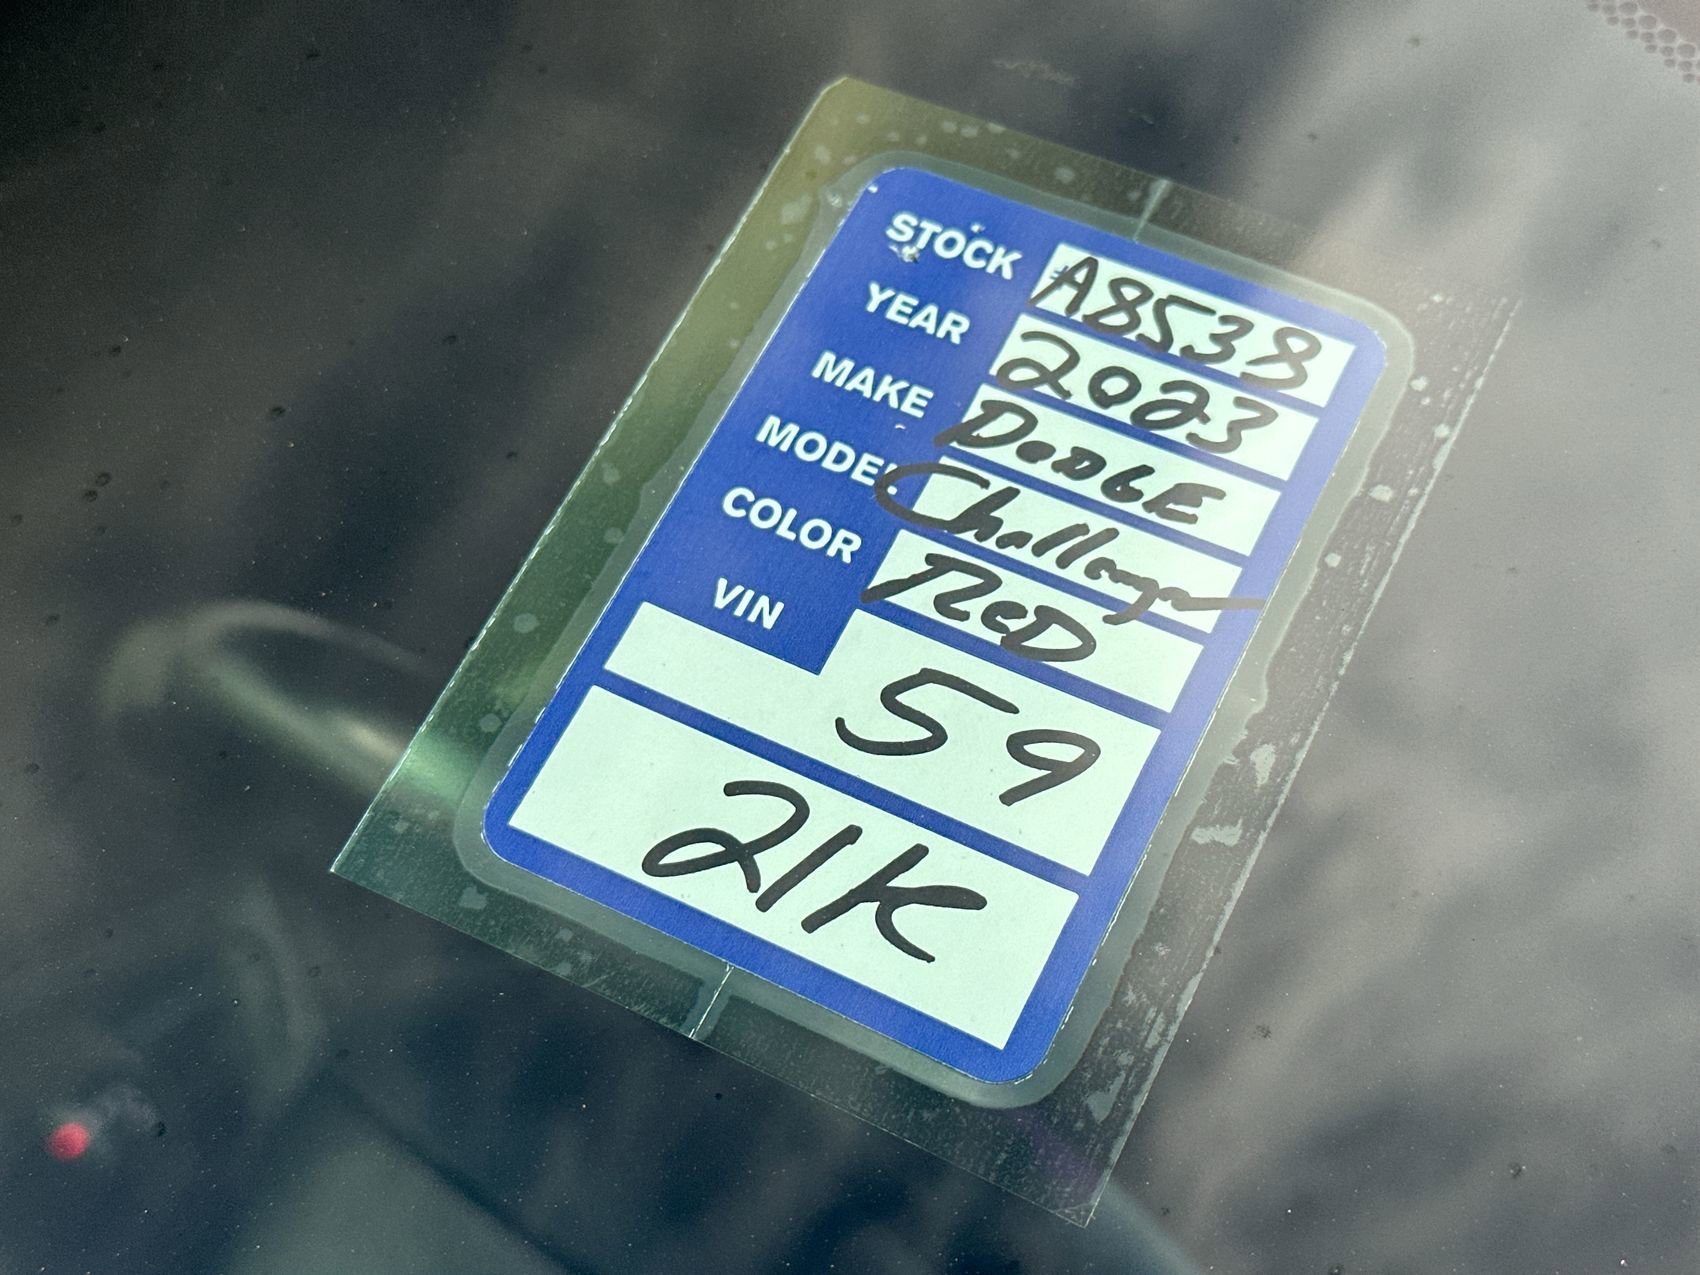 STOCK # A8538
YEAR 2023
MAKE DODGE
MODEL Challenger
COLOR ReD
VIN
59
21K